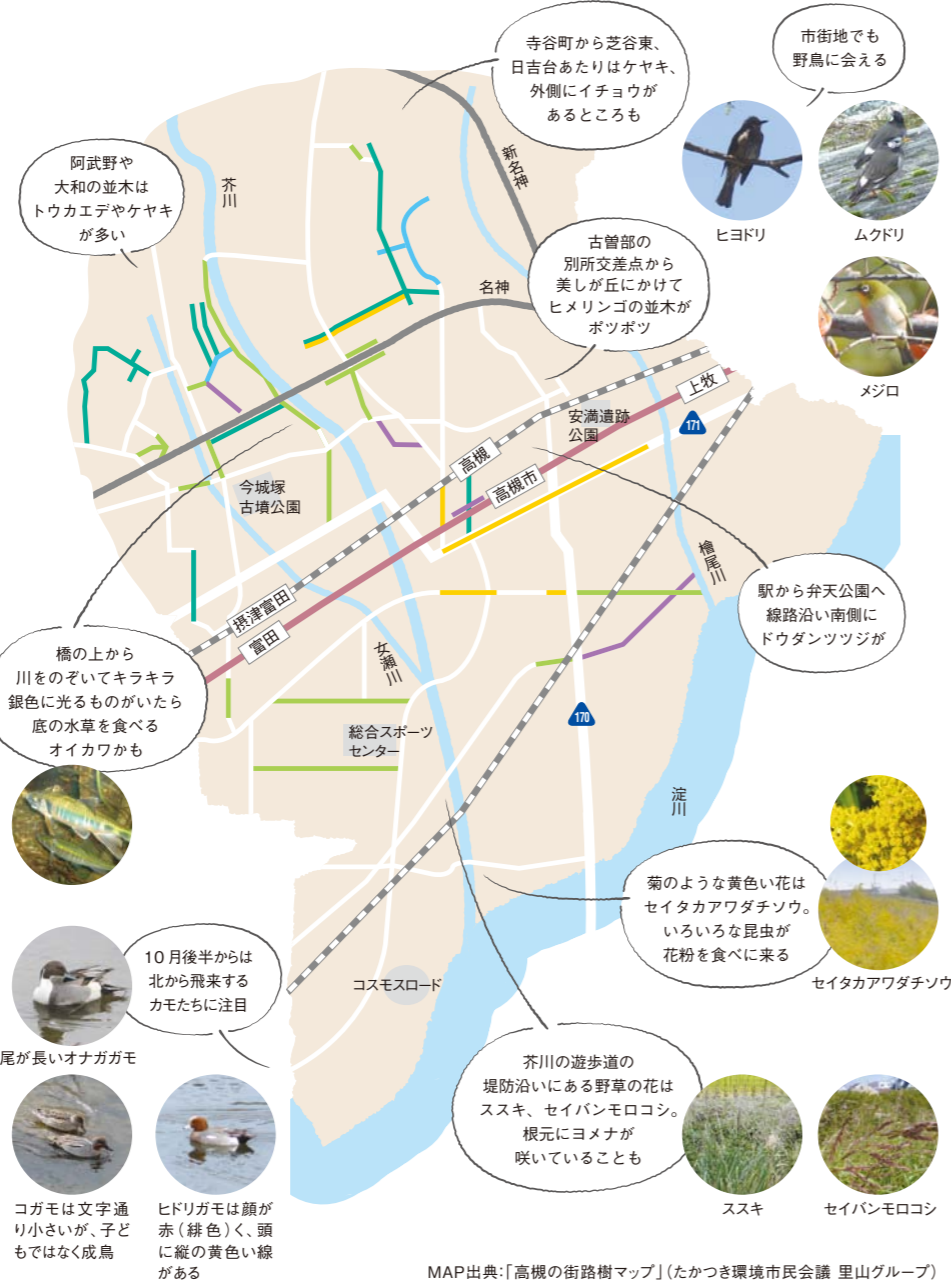 寺谷町から芝谷東、
日吉台あたりはケヤキ、
外側にイチョウが
あるところも
市街地でも
野鳥に会える
阿武野や
大和の並木は
トウカエデやケヤキ
が多い
芥川
新名神
ヒヨドリ
ムクドリ
古曽部の
別所交差点から
美しが丘にかけて
ヒメリンゴの並木が
ポツポツ
名神
メジロ
上牧
安満遺跡
公園
171
高槻
高槻市
今城塚
古墳公園
檜尾川
駅から弁天公園へ
線路沿い南側に
ドウダンツツジが
摂津富田
富田
女瀬川
橋の上から
川をのぞいてキラキラ
銀色に光るものがいたら
底の水草を食べる
オイカワかも
170
総合スポーツ
センター
淀川
菊のような黄色い花は
セイタカアワダチソウ。
いろいろな昆虫が
花粉を食べに来る
セイタカアワダチソウ
10月後半からは
北から飛来する
カモたちに注目
コスモスロード
尾が長いオナガガモ
芥川の遊歩道の
堤防沿いにある野草の花は
ススキ、セイバンモロコシ。
根元にヨメナが
咲いていることも
コガモは文字通
り小さいが、子ど
もではなく成鳥
ヒドリガモは顔が
赤(緋色)く、頭
に縦の黄色い線
がある
ススキ
セイバンモロコシ
MAP出典:「高槻の街路樹マップ」(たかつき環境市民会議 里山グループ)